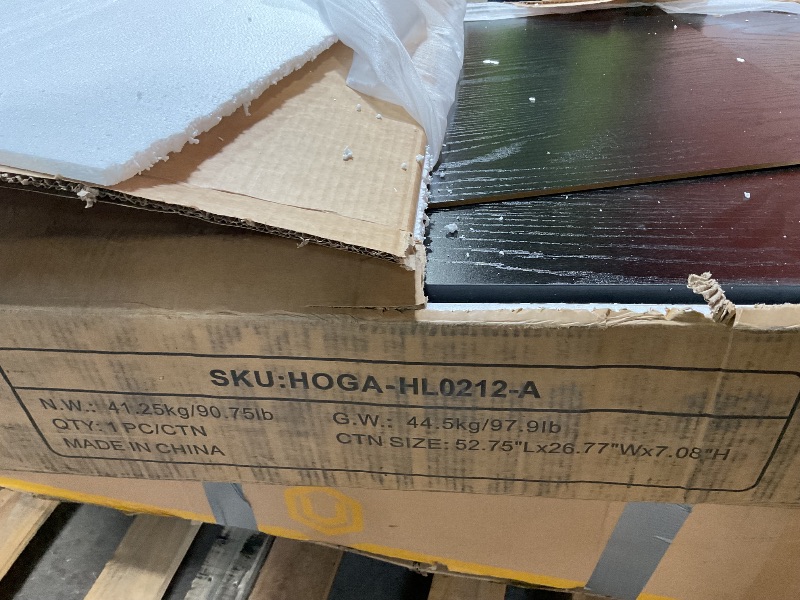 SKU:HOGA-HL0212-A
N.W.: 41.25kg/90.75lb
G.W.: 44.5kg/97.9lb
QTY: 1 PC/CTN
CTN SIZE: 52.75"Lx26.77"Wx7.08"H
MADE IN CHINA